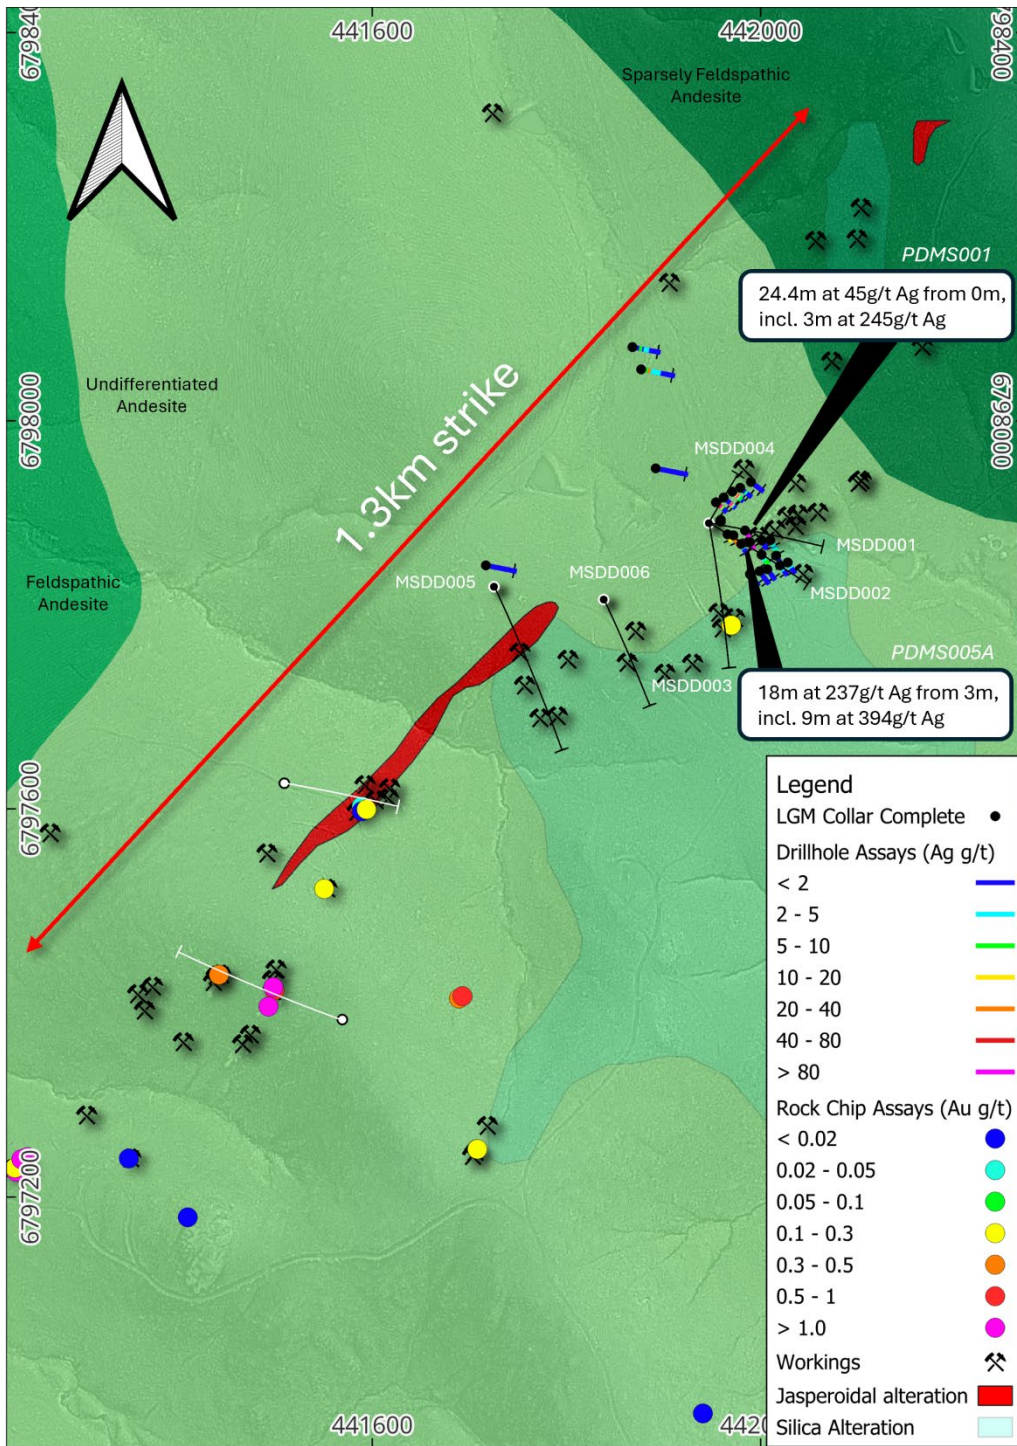 441600
442000
679840
6798400
Sparsely Feldspathic
Andesite
PDMS001
24.4m at 45g/t Ag from 0m,
incl. 3m at 245g/t Ag
Undifferentiated
Andesite
6798000
6798000
1.3km strike
MSDD004
MSDD001
MSDD005
MSDD006
MSDD002
Feldspathic
Andesite
PDMS005A
MSDD003
18m at 237g/t Ag from 3m,
incl. 9m at 394g/t Ag
6797600
Legend
LGM Collar Complete
Drillhole Assays (Ag g/t)
< 2
2 - 5
5 - 10
10 - 20
20 - 40
40 - 80
> 80
Rock Chip Assays (Au g/t)
< 0.02
0.02 - 0.05
0.05 - 0.1
0.1 - 0.3
0.3 - 0.5
0.5 - 1
> 1.0
Workings
Jasperoidal alteration
Silica Alteration
6797200
441600
4420